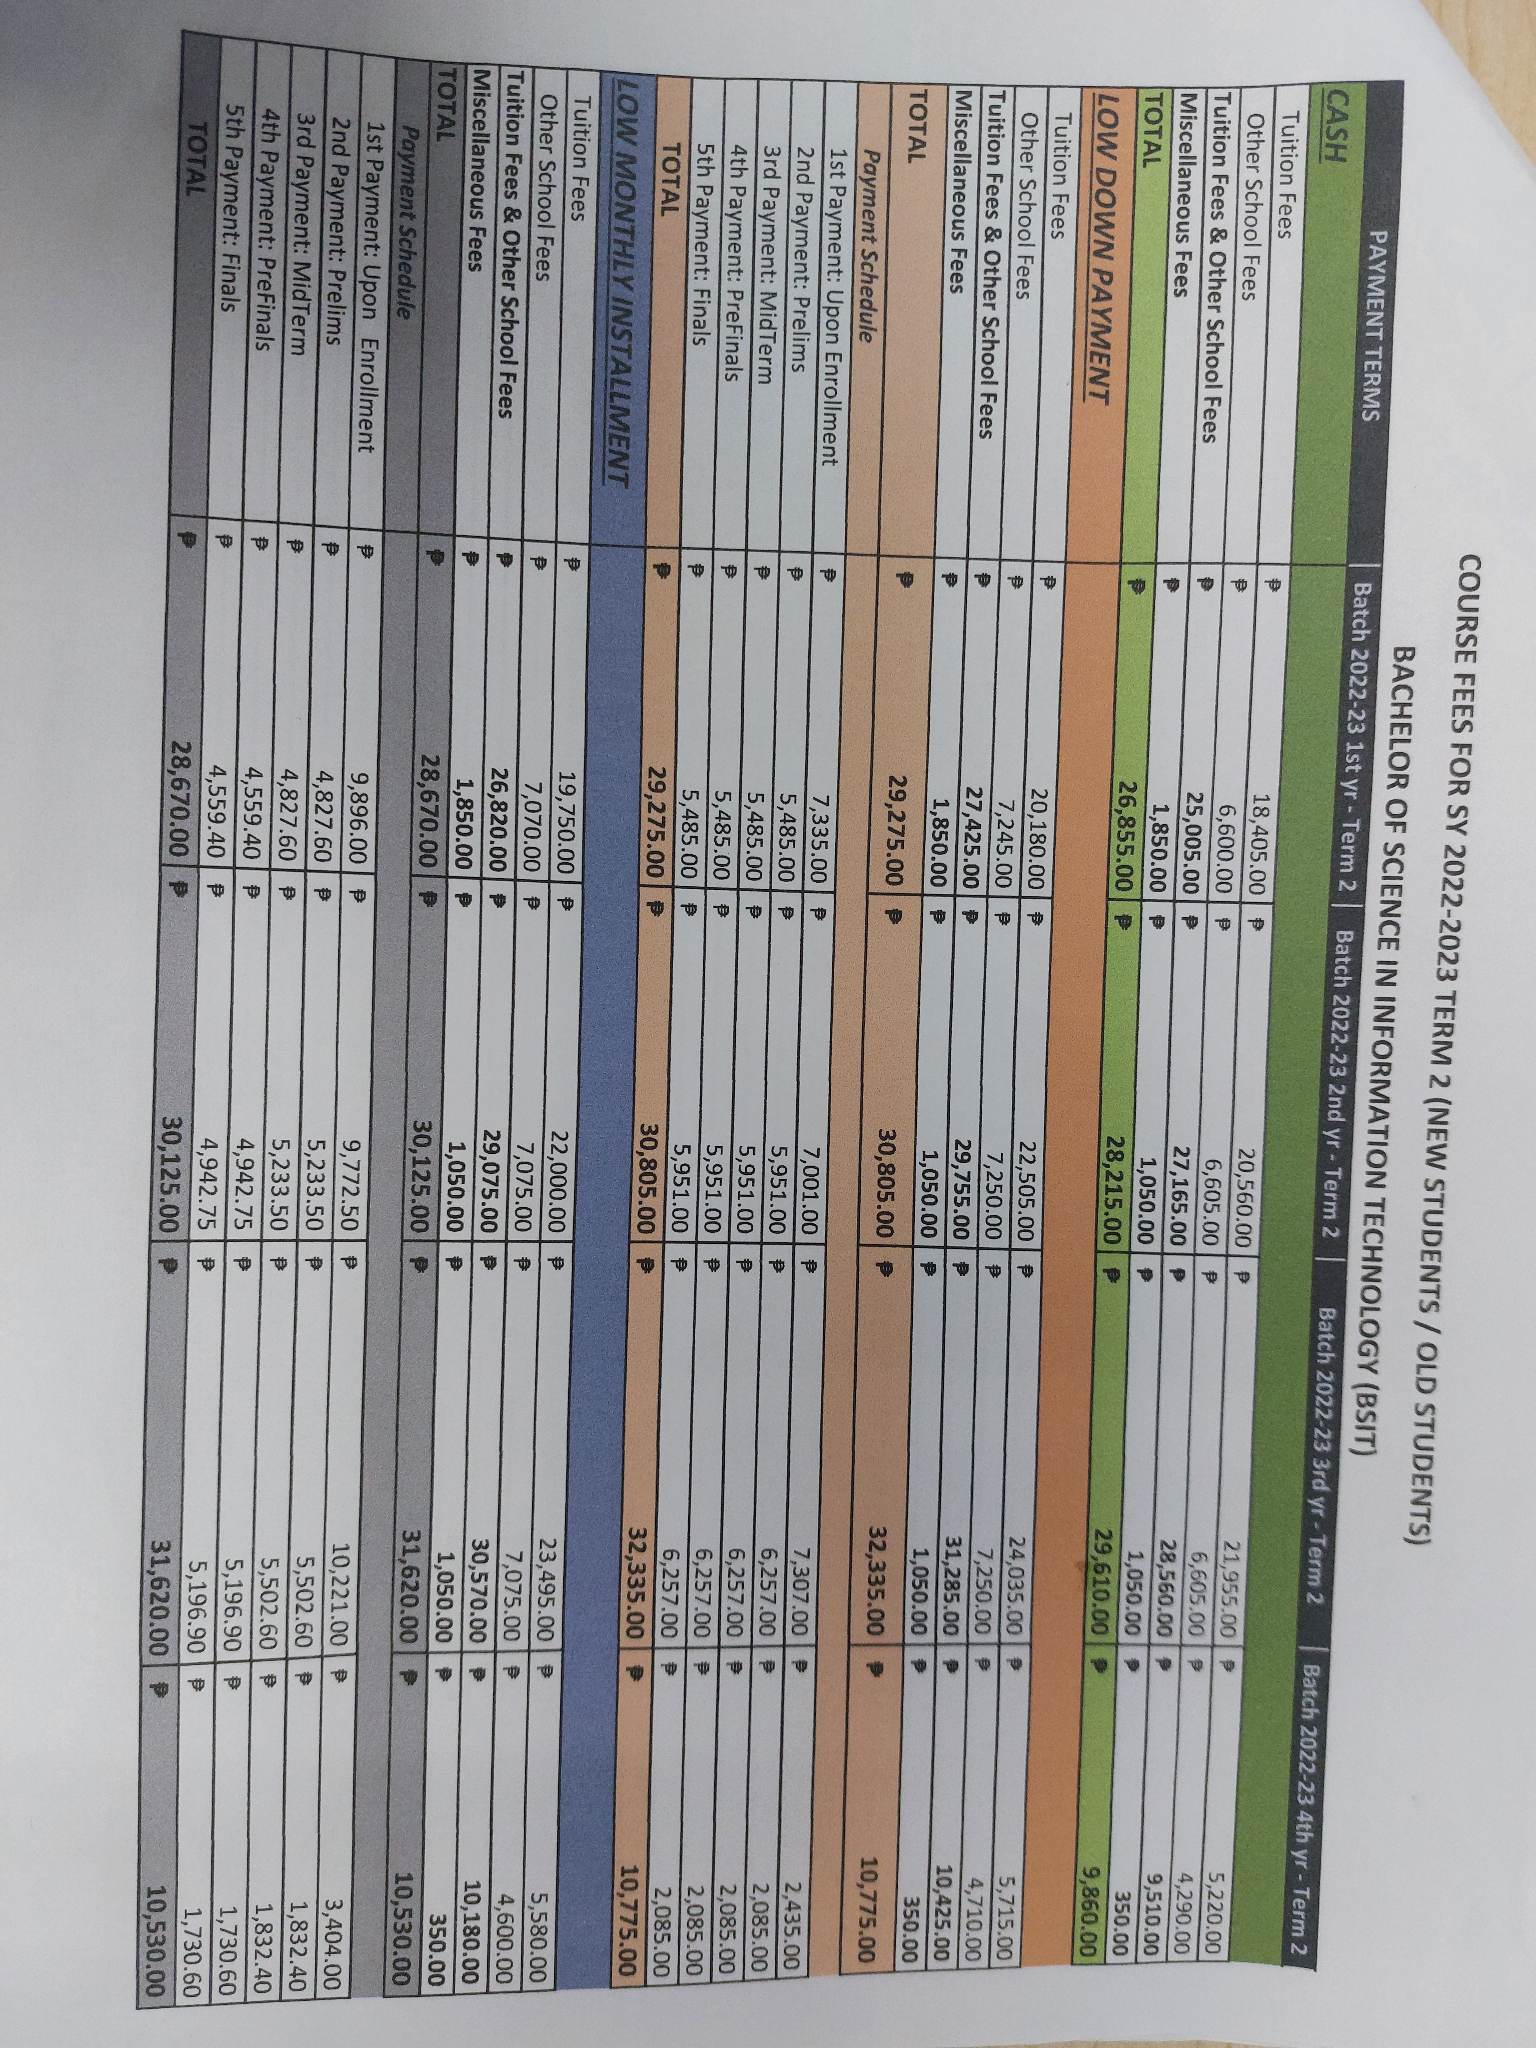 COURSE FEES FOR SY 2022-2023 TERM 2 (NEW STUDENTS / OLD STUDENTS)
BACHELOR OF SCIENCE IN INFORMATION TECHNOLOGY (BSIT)
PAYMENT TERMS | Batch 2022-23 1st yr - Term 2 | Batch 2022-23 2nd yr - Term 2 | Batch 2022-23 3rd yr - Term 2 | Batch 2022-23 4th yr - Term 2
CASH
Tuition Fees ₱ 18,405.00 ₱ 20,560.00 ₱ 21,955.00 ₱ 5,220.00
Other School Fees ₱ 6,600.00 ₱ 6,605.00 ₱ 6,605.00 ₱ 4,290.00
Tuition Fees & Other School Fees ₱ 25,005.00 ₱ 27,165.00 ₱ 28,560.00 ₱ 9,510.00
Miscellaneous Fees ₱ 1,850.00 ₱ 1,050.00 ₱ 1,050.00 ₱ 350.00
TOTAL ₱ 26,855.00 ₱ 28,215.00 ₱ 29,610.00 ₱ 9,860.00
LOW DOWN PAYMENT
Tuition Fees ₱ 20,180.00 ₱ 22,505.00 ₱ 24,035.00 ₱ 5,715.00
Other School Fees ₱ 7,245.00 ₱ 7,250.00 ₱ 7,250.00 ₱ 4,710.00
Tuition Fees & Other School Fees ₱ 27,425.00 ₱ 29,755.00 ₱ 31,285.00 ₱ 10,425.00
Miscellaneous Fees ₱ 1,850.00 ₱ 1,050.00 ₱ 1,050.00 ₱ 350.00
TOTAL ₱ 29,275.00 ₱ 30,805.00 ₱ 32,335.00 ₱ 10,775.00
Payment Schedule
1st Payment: Upon Enrollment ₱ 7,335.00 ₱ 7,001.00 ₱ 7,307.00 ₱ 2,435.00
2nd Payment: Prelims ₱ 5,485.00 ₱ 5,951.00 ₱ 6,257.00 ₱ 2,085.00
3rd Payment: MidTerm ₱ 5,485.00 ₱ 5,951.00 ₱ 6,257.00 ₱ 2,085.00
4th Payment: PreFinals ₱ 5,485.00 ₱ 5,951.00 ₱ 6,257.00 ₱ 2,085.00
5th Payment: Finals ₱ 5,485.00 ₱ 5,951.00 ₱ 6,257.00 ₱ 2,085.00
TOTAL ₱ 29,275.00 ₱ 30,805.00 ₱ 32,335.00 ₱ 10,775.00
LOW MONTHLY INSTALLMENT
Tuition Fees ₱ 19,750.00 ₱ 22,000.00 ₱ 23,495.00 ₱ 5,580.00
Other School Fees ₱ 7,070.00 ₱ 7,075.00 ₱ 7,075.00 ₱ 4,600.00
Tuition Fees & Other School Fees ₱ 26,820.00 ₱ 29,075.00 ₱ 30,570.00 ₱ 10,180.00
Miscellaneous Fees ₱ 1,850.00 ₱ 1,050.00 ₱ 1,050.00 ₱ 350.00
TOTAL ₱ 28,670.00 ₱ 30,125.00 ₱ 31,620.00 ₱ 10,530.00
Payment Schedule
1st Payment: Upon Enrollment ₱ 9,896.00 ₱ 9,772.50 ₱ 10,221.00 ₱ 3,404.00
2nd Payment: Prelims ₱ 4,827.60 ₱ 5,233.50 ₱ 5,502.60 ₱ 1,832.40
3rd Payment: MidTerm ₱ 4,827.60 ₱ 5,233.50 ₱ 5,502.60 ₱ 1,832.40
4th Payment: PreFinals ₱ 4,559.40 ₱ 4,942.75 ₱ 5,196.90 ₱ 1,730.60
5th Payment: Finals ₱ 4,559.40 ₱ 4,942.75 ₱ 5,196.90 ₱ 1,730.60
TOTAL ₱ 28,670.00 ₱ 30,125.00 ₱ 31,620.00 ₱ 10,530.00